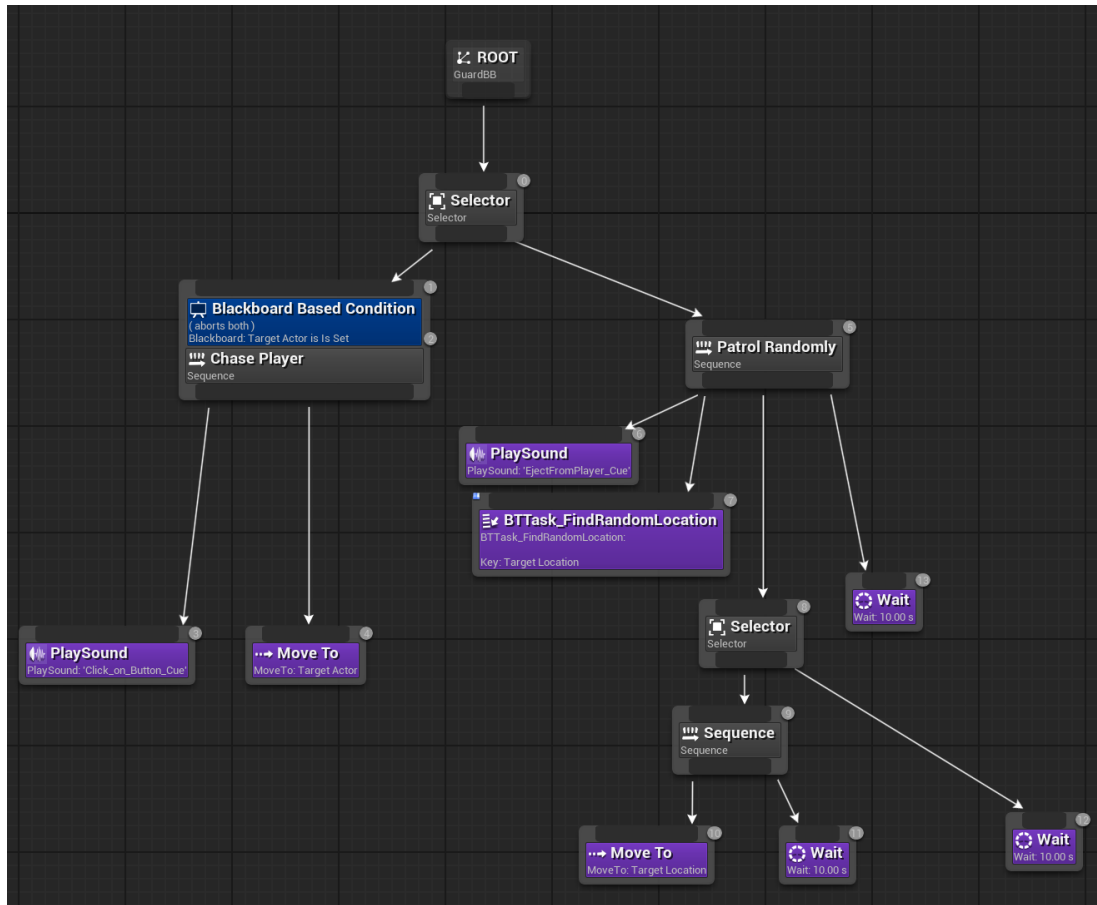 ROOT
GuardBB
0
Selector
Selector
1
Blackboard Based Condition
( aborts both )
Blackboard: Target Actor is Is Set
2
Chase Player
Sequence
5
Patrol Randomly
Sequence
6
PlaySound
PlaySound: 'EjectFromPlayer_Cue'
7
BTTask_FindRandomLocation
BTTask_FindRandomLocation:
Key: Target Location
13
Wait
Wait: 10.00 s
8
Selector
Selector
3
PlaySound
PlaySound: 'Click_on_Button_Cue'
4
Move To
MoveTo: Target Actor
9
Sequence
Sequence
10
Move To
MoveTo: Target Location
11
Wait
Wait: 10.00 s
12
Wait
Wait: 10.00 s